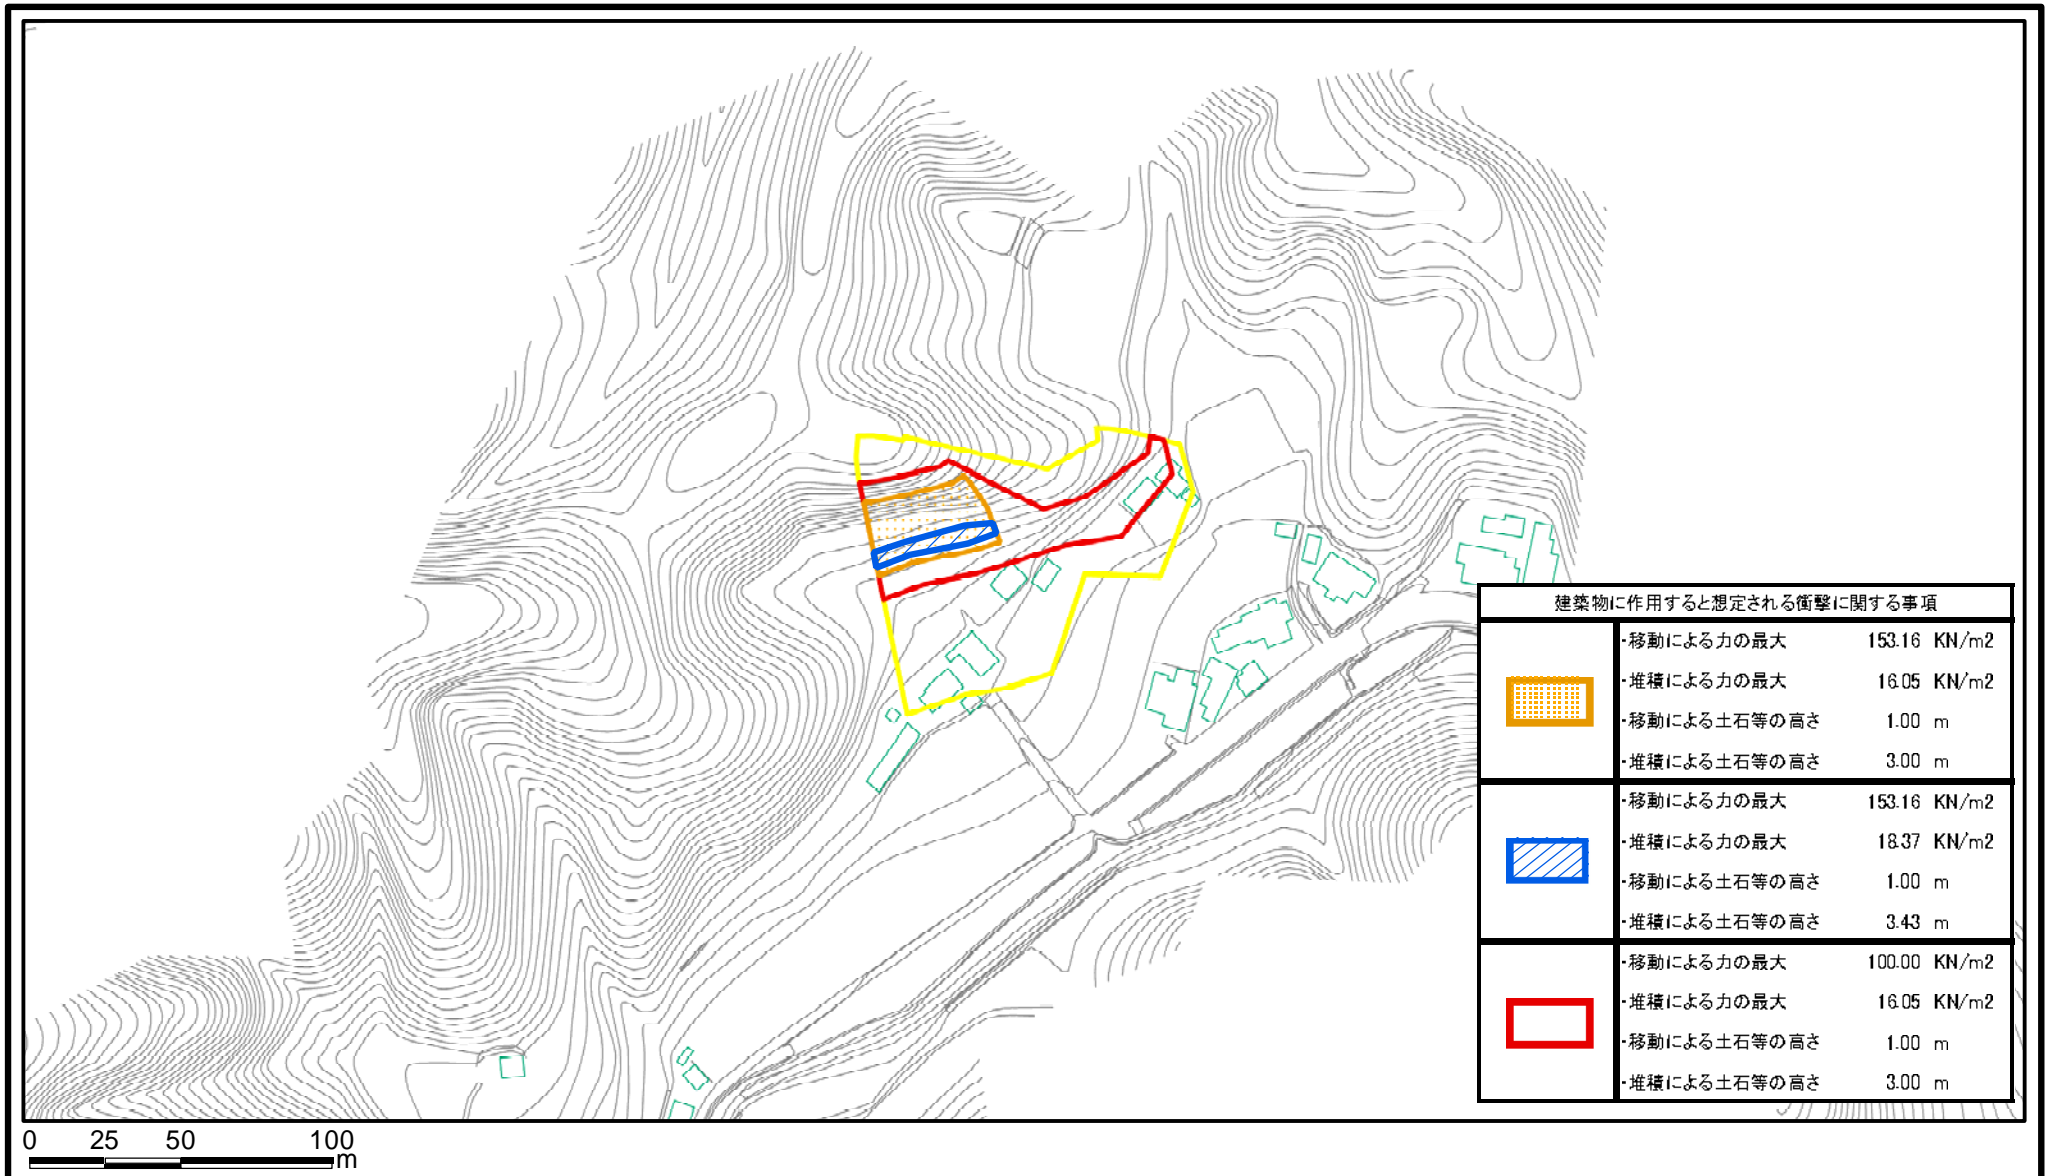 建築物に作用すると想定される衝撃に関する事項
・移動による力の最大 153.16 KN/m2
・堆積による力の最大 16.05 KN/m2
・移動による土石等の高さ 1.00 m
・堆積による土石等の高さ 3.00 m
・移動による力の最大 153.16 KN/m2
・堆積による力の最大 18.37 KN/m2
・移動による土石等の高さ 1.00 m
・堆積による土石等の高さ 3.43 m
・移動による力の最大 100.00 KN/m2
・堆積による力の最大 16.05 KN/m2
・移動による土石等の高さ 1.00 m
・堆積による土石等の高さ 3.00 m
0 25 50 100
m